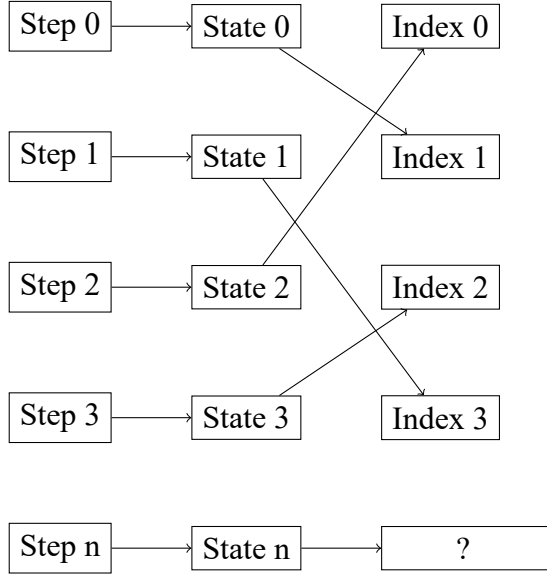 Step 0 State 0 Index 0
Step 1 State 1 Index 1
Step 2 State 2 Index 2
Step 3 State 3 Index 3
Step n State n ?